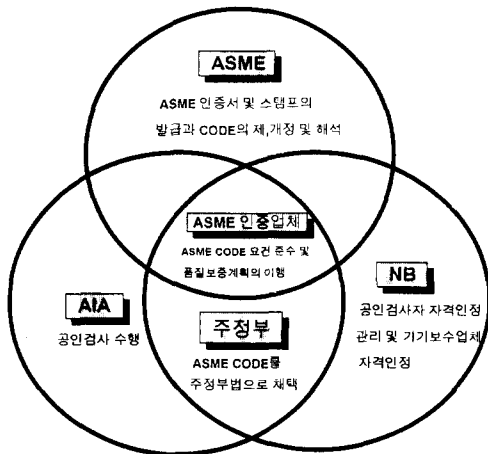 ASME
ASME 인증서 및 스탬프의
발급과 CODE의 제,개정 및 해석
ASME 인증업체
ASME CODE 요건 준수 및
품질보증계획의 이행
AIA
공인검사 수행
NB
공인검사자 자격인정
관리 및 기기보수업체
자격인정
주정부
ASME CODE를
주정부법으로 채택